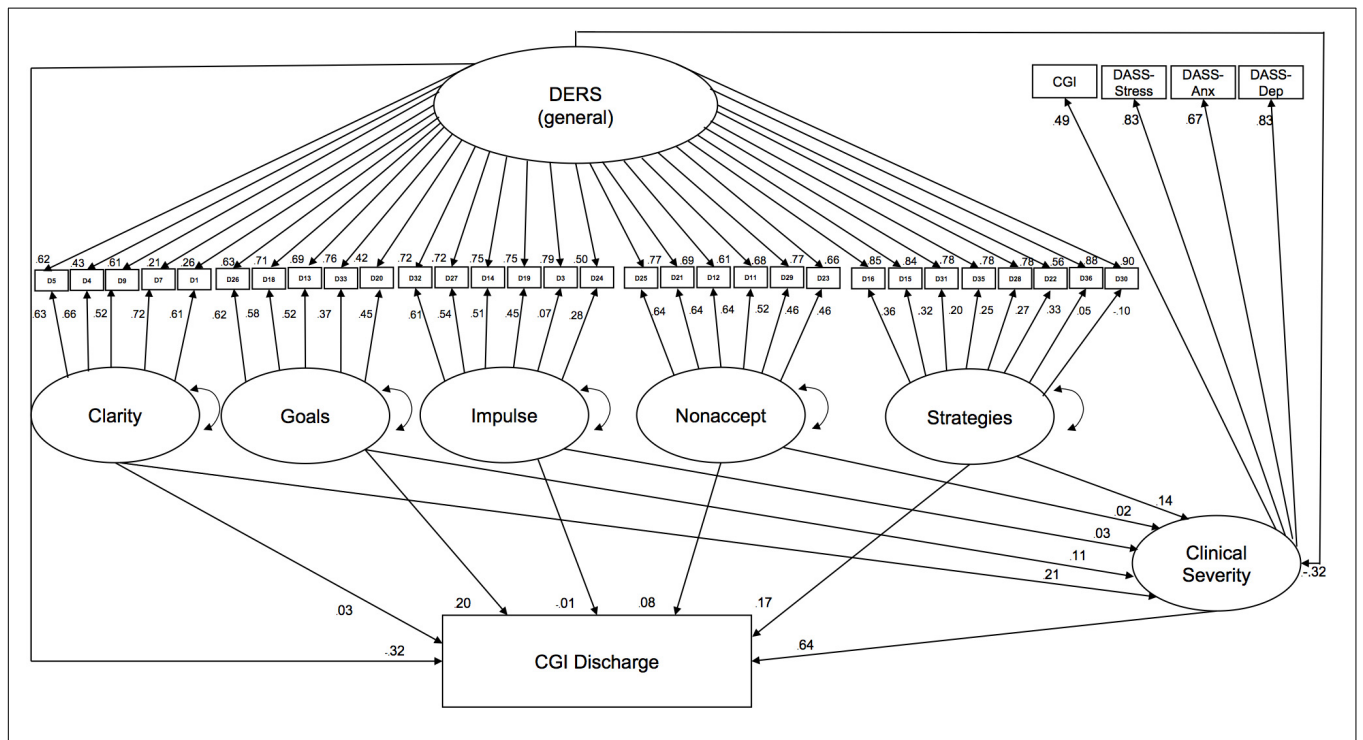 DERS
(general)
CGI
DASS-
Stress
DASS-
Anx
DASS-
Dep
.49
.83
.67
.83
.62 .43 .61 .21 .26 .63 .71 .69 .76 .42 .72 .72 .75 .75 .79 .50 .77 .69 .61 .68 .77 .66 .85 .84 .78 .78 .78 .56 .88 .90
D5 D4 D9 D7 D1 D26 D18 D13 D33 D20 D32 D27 D14 D19 D3 D24 D25 D21 D12 D11 D29 D23 D16 D15 D31 D35 D28 D22 D36 D30
.63 .66 .52 .72 .61 .62 .58 .52 .37 .45 .61 .54 .51 .45 .07 .28 .64 .64 .64 .52 .46 .46 .36 .32 .20 .25 .27 .33 .05 -.10
Clarity
Goals
Impulse
Nonaccept
Strategies
.14
.02
.03
.11
.21
Clinical
Severity
-.32
.03
.20
-.01
.08
.17
.64
-.32
CGI Discharge